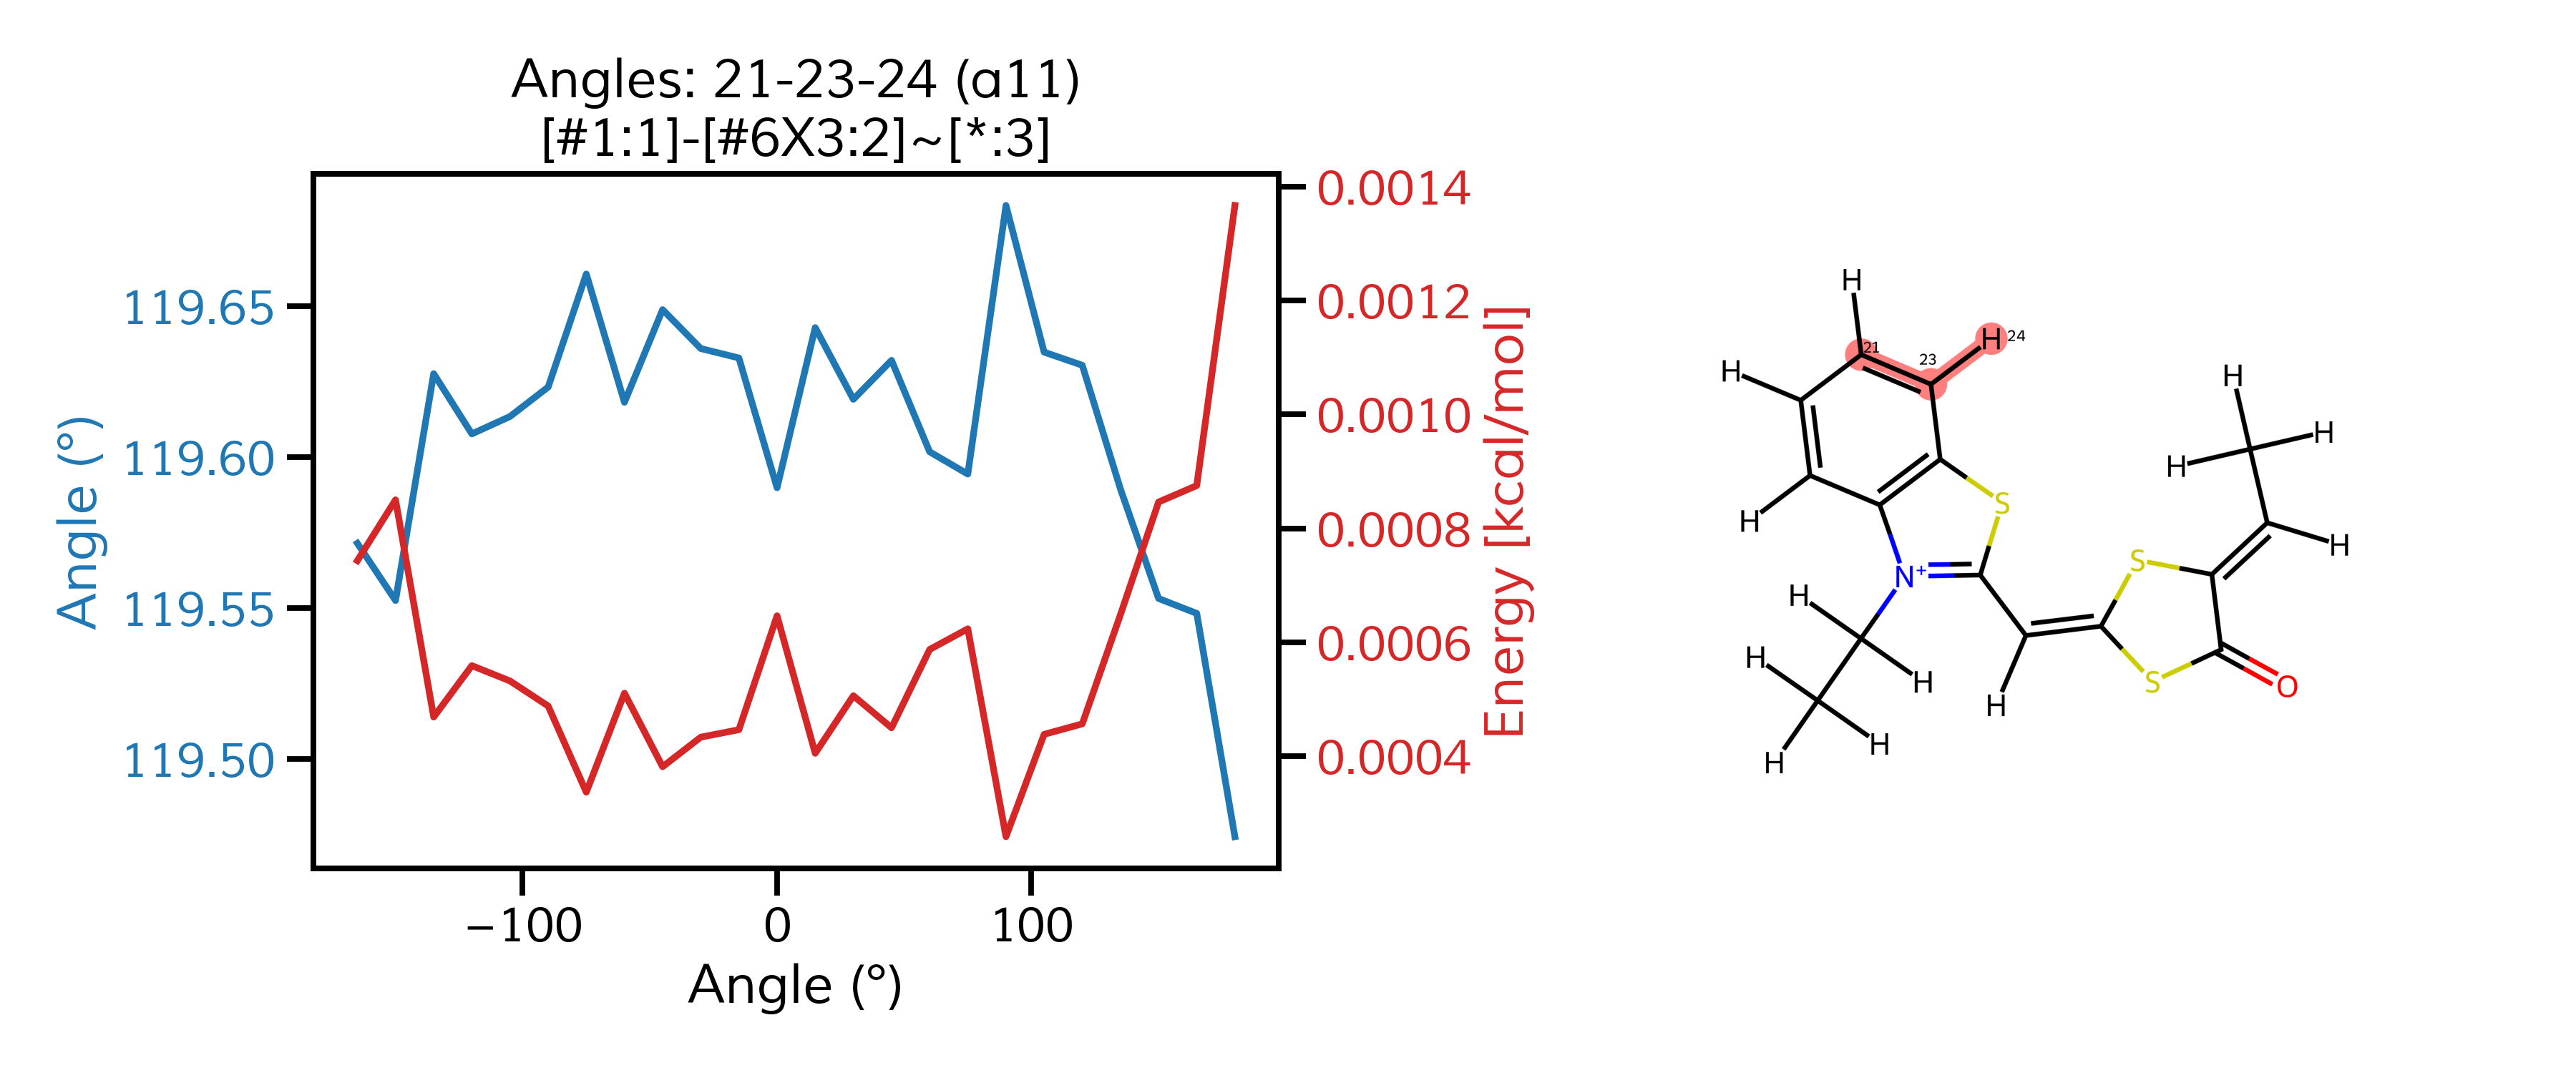 Angles: 21-23-24 (a11)
[#1:1]-[#6X3:2]~[*:3]
Angle (°)
119.65
119.60
119.55
119.50
−100
0
100
Angle (°)
0.0014
0.0012
0.0010
0.0008
0.0006
0.0004
Energy [kcal/mol]
H
H 24
21
23
H
H
H
H
H
S
H
S
N⁺
H
H
H
S
O
H
H
H
H